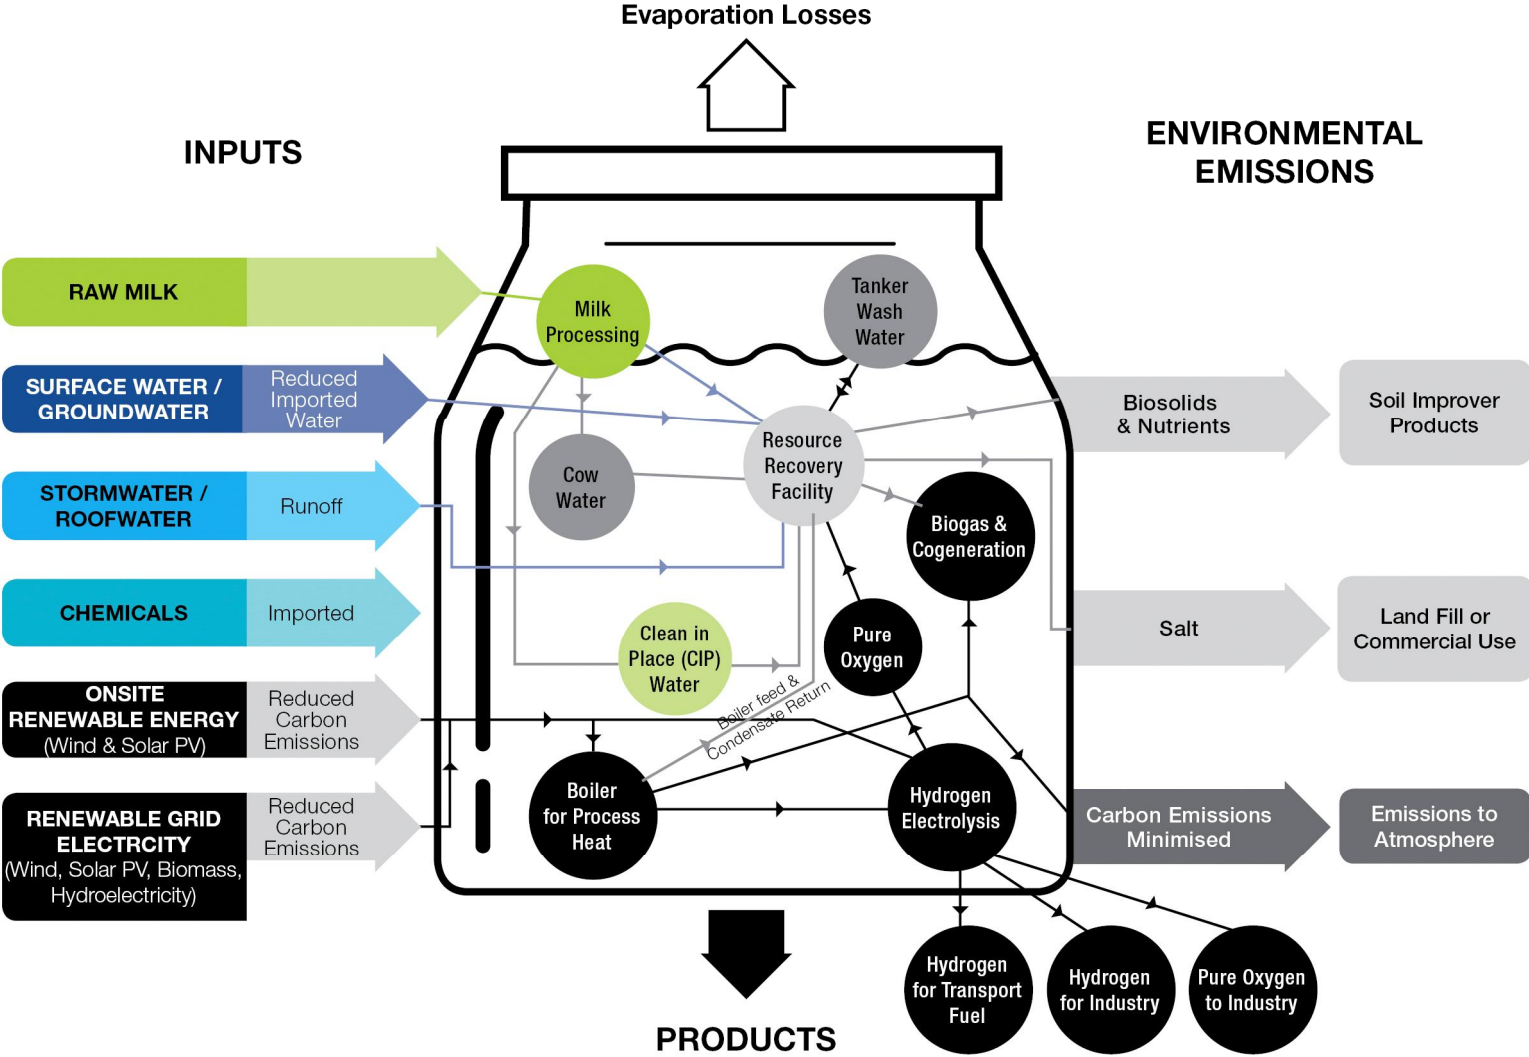 Evaporation Losses
INPUTS
ENVIRONMENTAL
EMISSIONS
RAW MILK
SURFACE WATER /
GROUNDWATER
Reduced
Imported
Water
STORMWATER /
ROOFWATER
Runoff
CHEMICALS
Imported
ONSITE
RENEWABLE ENERGY
(Wind & Solar PV)
Reduced
Carbon
Emissions
RENEWABLE GRID
ELECTRCITY
(Wind, Solar PV, Biomass,
Hydroelectricity)
Reduced
Carbon
Emissions
Milk
Processing
Tanker
Wash
Water
Cow
Water
Resource
Recovery
Facility
Biogas &
Cogeneration
Clean in
Place (CIP)
Water
Pure
Oxygen
Boiler feed &
Condensate Return
Boiler
for Process
Heat
Hydrogen
Electrolysis
Biosolids
& Nutrients
Soil Improver
Products
Salt
Land Fill or
Commercial Use
Carbon Emissions
Minimised
Emissions to
Atmosphere
Hydrogen
for Transport
Fuel
Hydrogen
for Industry
Pure Oxygen
to Industry
PRODUCTS